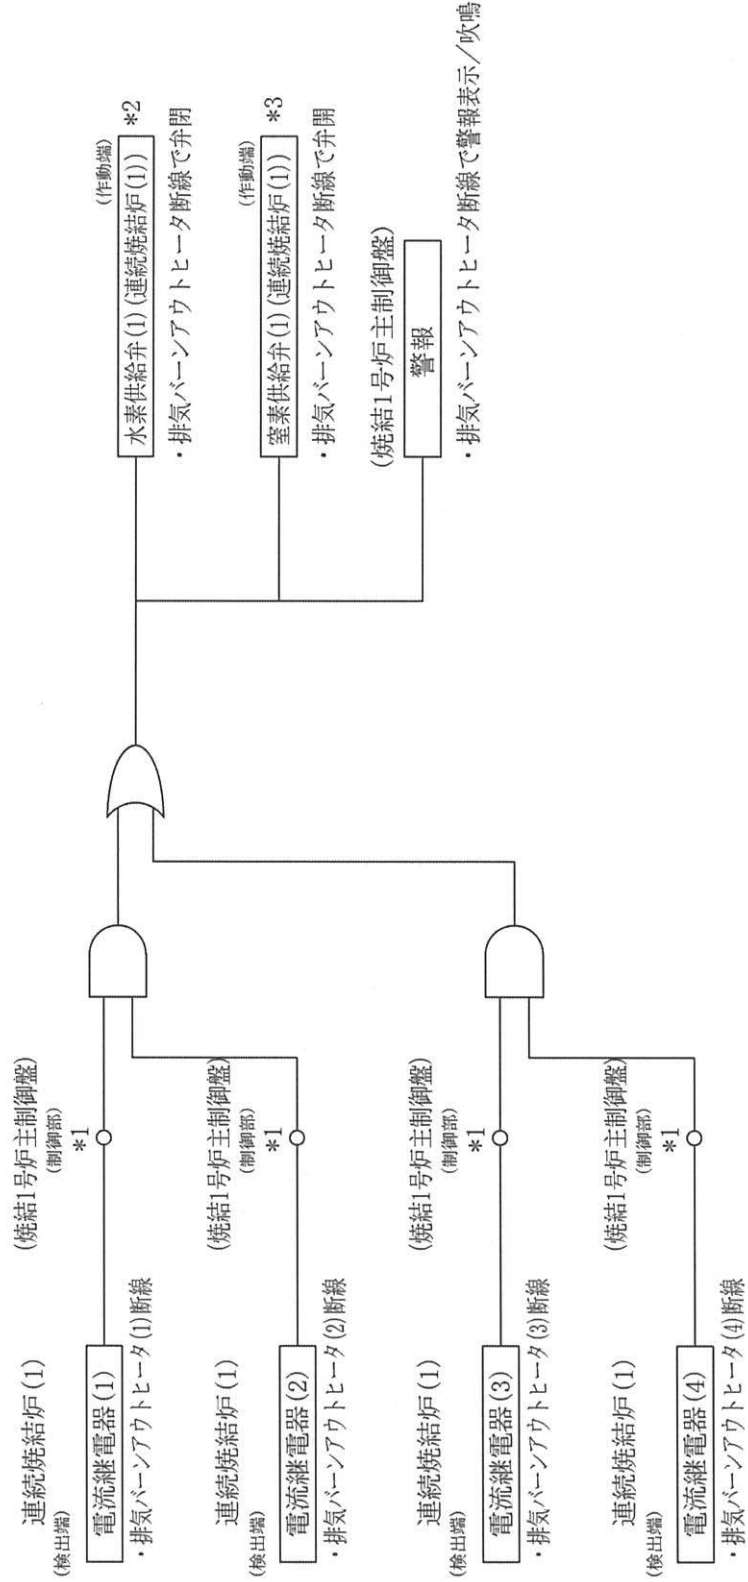 連続焼結炉(1)
(検出端)
電流継電器(1)
・排気バーンアウトヒータ(1)断線
(焼結1号炉主制御盤)
(制御部)
*1
連続焼結炉(1)
(検出端)
電流継電器(2)
・排気バーンアウトヒータ(2)断線
(焼結1号炉主制御盤)
(制御部)
*1
連続焼結炉(1)
(検出端)
電流継電器(3)
・排気バーンアウトヒータ(3)断線
(焼結1号炉主制御盤)
(制御部)
*1
連続焼結炉(1)
(検出端)
電流継電器(4)
・排気バーンアウトヒータ(4)断線
(焼結1号炉主制御盤)
(制御部)
*1
(作動端)
水素供給弁(1)(連続焼結炉(1)) *2
・排気バーンアウトヒータ断線で弁閉
(作動端)
窒素供給弁(1)(連続焼結炉(1)) *3
・排気バーンアウトヒータ断線で弁開
(焼結1号炉主制御盤)
警報
・排気バーンアウトヒータ断線で警報表示/吹鳴